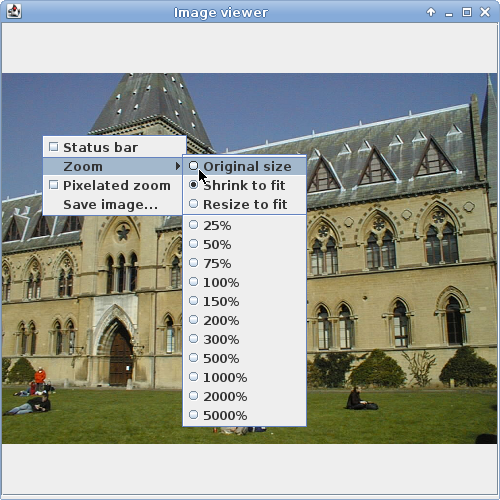 Image viewer
Status bar
Zoom
Pixelated zoom
Save image...
Original size
Shrink to fit
Resize to fit
25%
50%
75%
100%
150%
200%
300%
500%
1000%
2000%
5000%